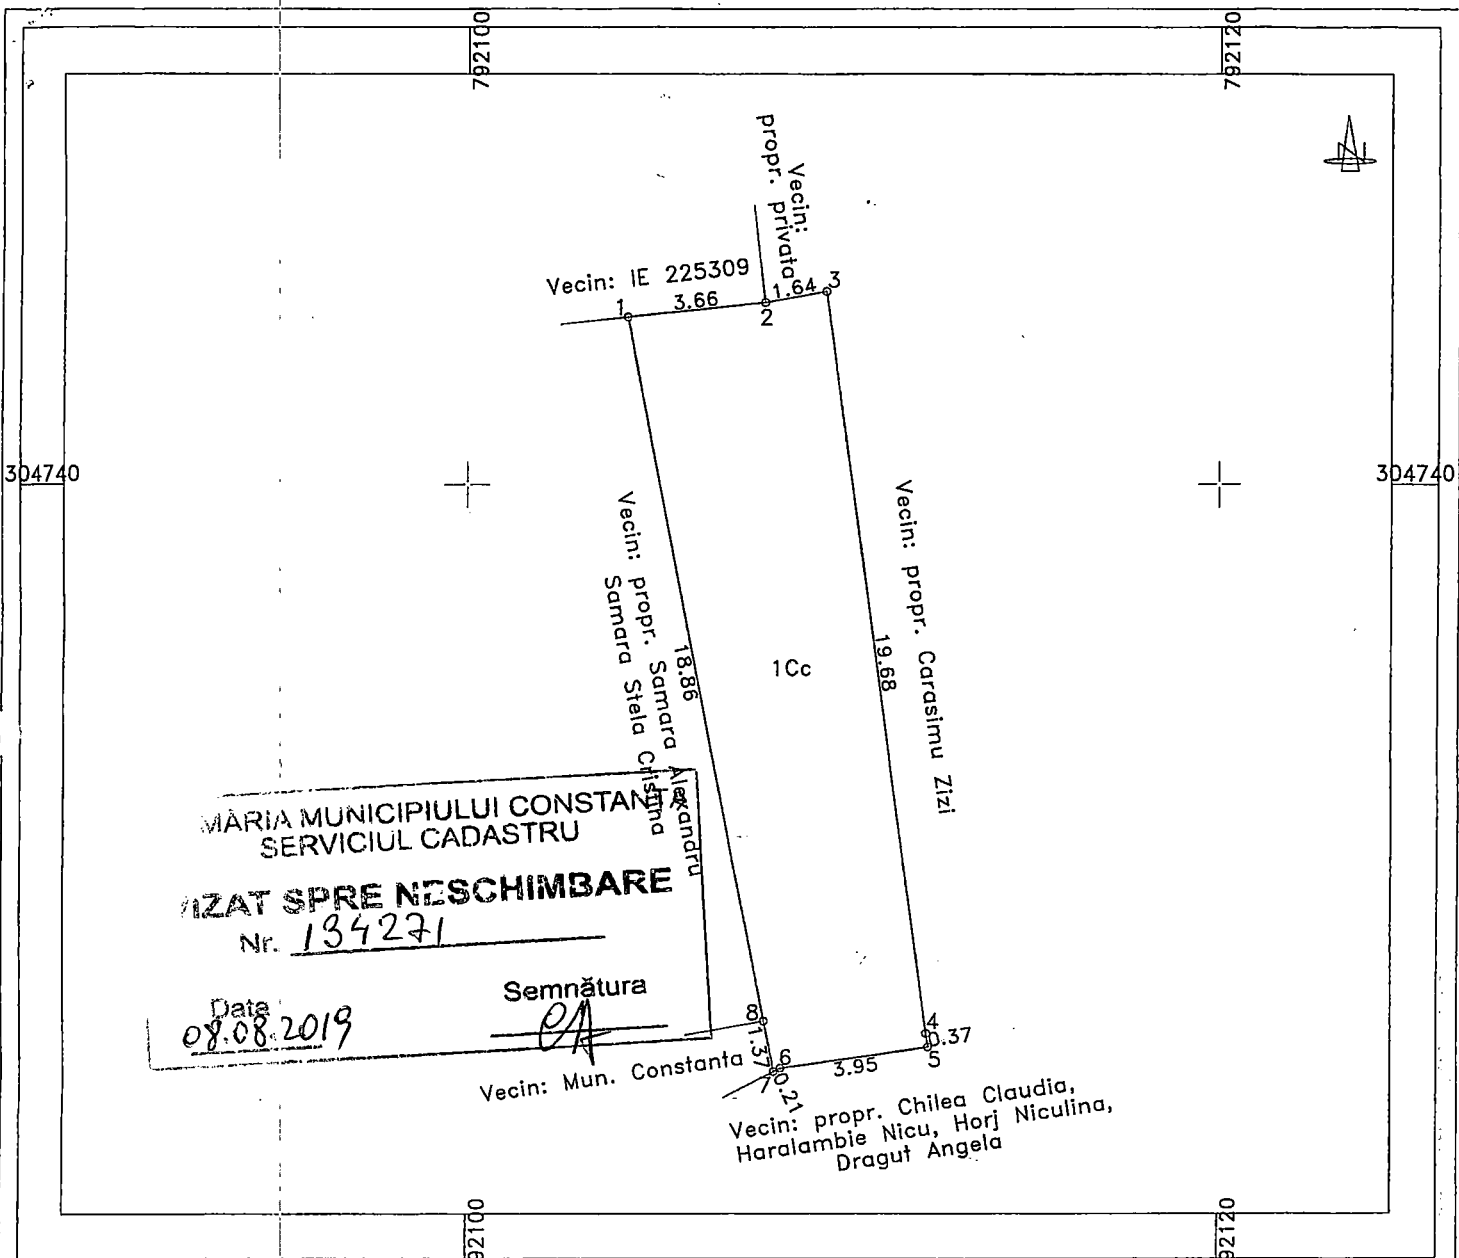 792100
792120
Vecin:
propr. privata
Vecin: IE 225309
1
3.66
2
1.64
3
304740
304740
Vecin: propr. Samara Alexandru
Samara Stela Cristina
18.86
1Cc
19.68
Vecin: propr. Carasimu Zizi
MĂRIA MUNICIPIULUI CONSTANȚA
SERVICIUL CADASTRU
IZAT SPRE NESCHIMBARE
Nr. 134271
Data
08.08.2019
Semnătura
8
1.37
7
6
0.21
3.95
4
0.37
5
Vecin: Mun. Constanta
Vecin: propr. Chilea Claudia,
Haralambie Nicu, Horj Niculina,
Dragut Angela
92100
92120